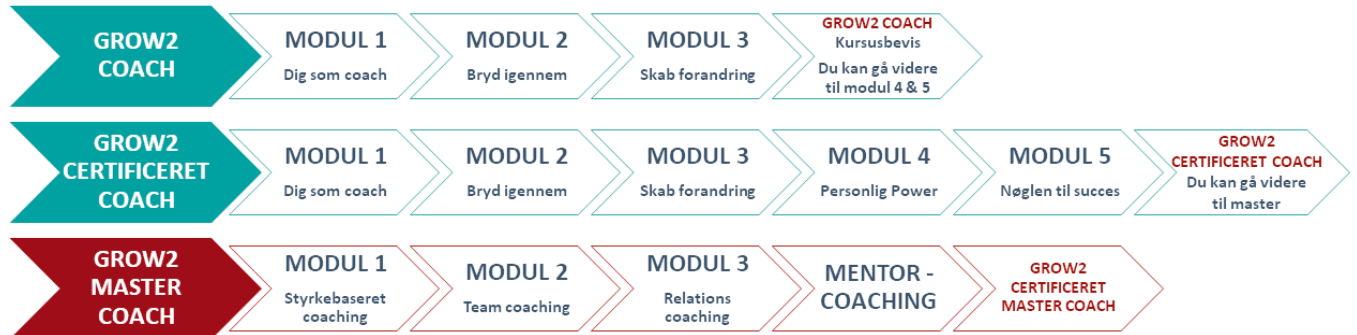 GROW2
COACH
MODUL 1
Dig som coach
MODUL 2
Bryd igennem
MODUL 3
Skab forandring
GROW2 COACH
Kursusbevis
Du kan gå videre
til modul 4 & 5
GROW2
CERTIFICERET
COACH
MODUL 1
Dig som coach
MODUL 2
Bryd igennem
MODUL 3
Skab forandring
MODUL 4
Personlig Power
MODUL 5
Nøglen til succes
GROW2
CERTIFICERET COACH
Du kan gå videre
til master
GROW2
MASTER
COACH
MODUL 1
Styrkebaseret
coaching
MODUL 2
Team coaching
MODUL 3
Relations
coaching
MENTOR -
COACHING
GROW2
CERTIFICERET
MASTER COACH